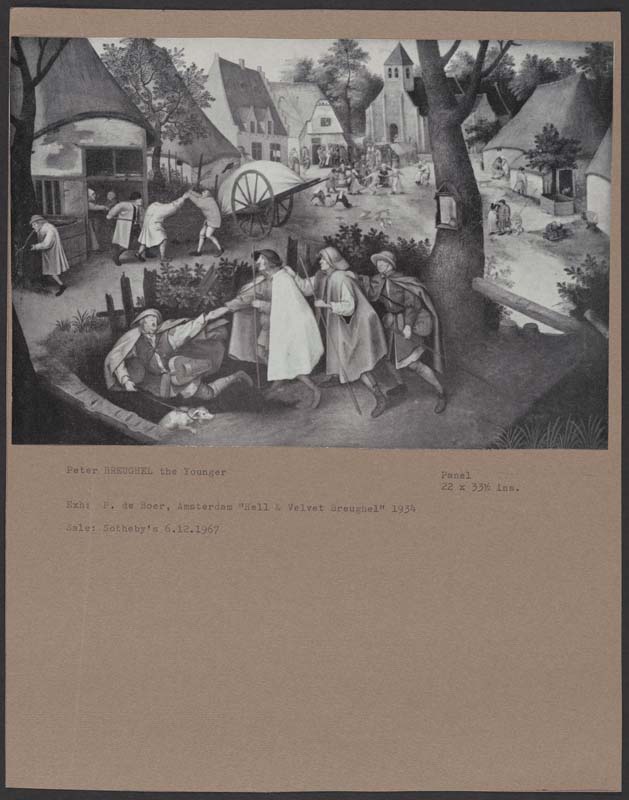 Peter BREUGHEL the Younger
Panel
22 x 33½ ins.
Exh: P. de Boer, Amsterdam "Hell & Velvet Breughel" 1934
Sale: Sotheby's 6.12.1967